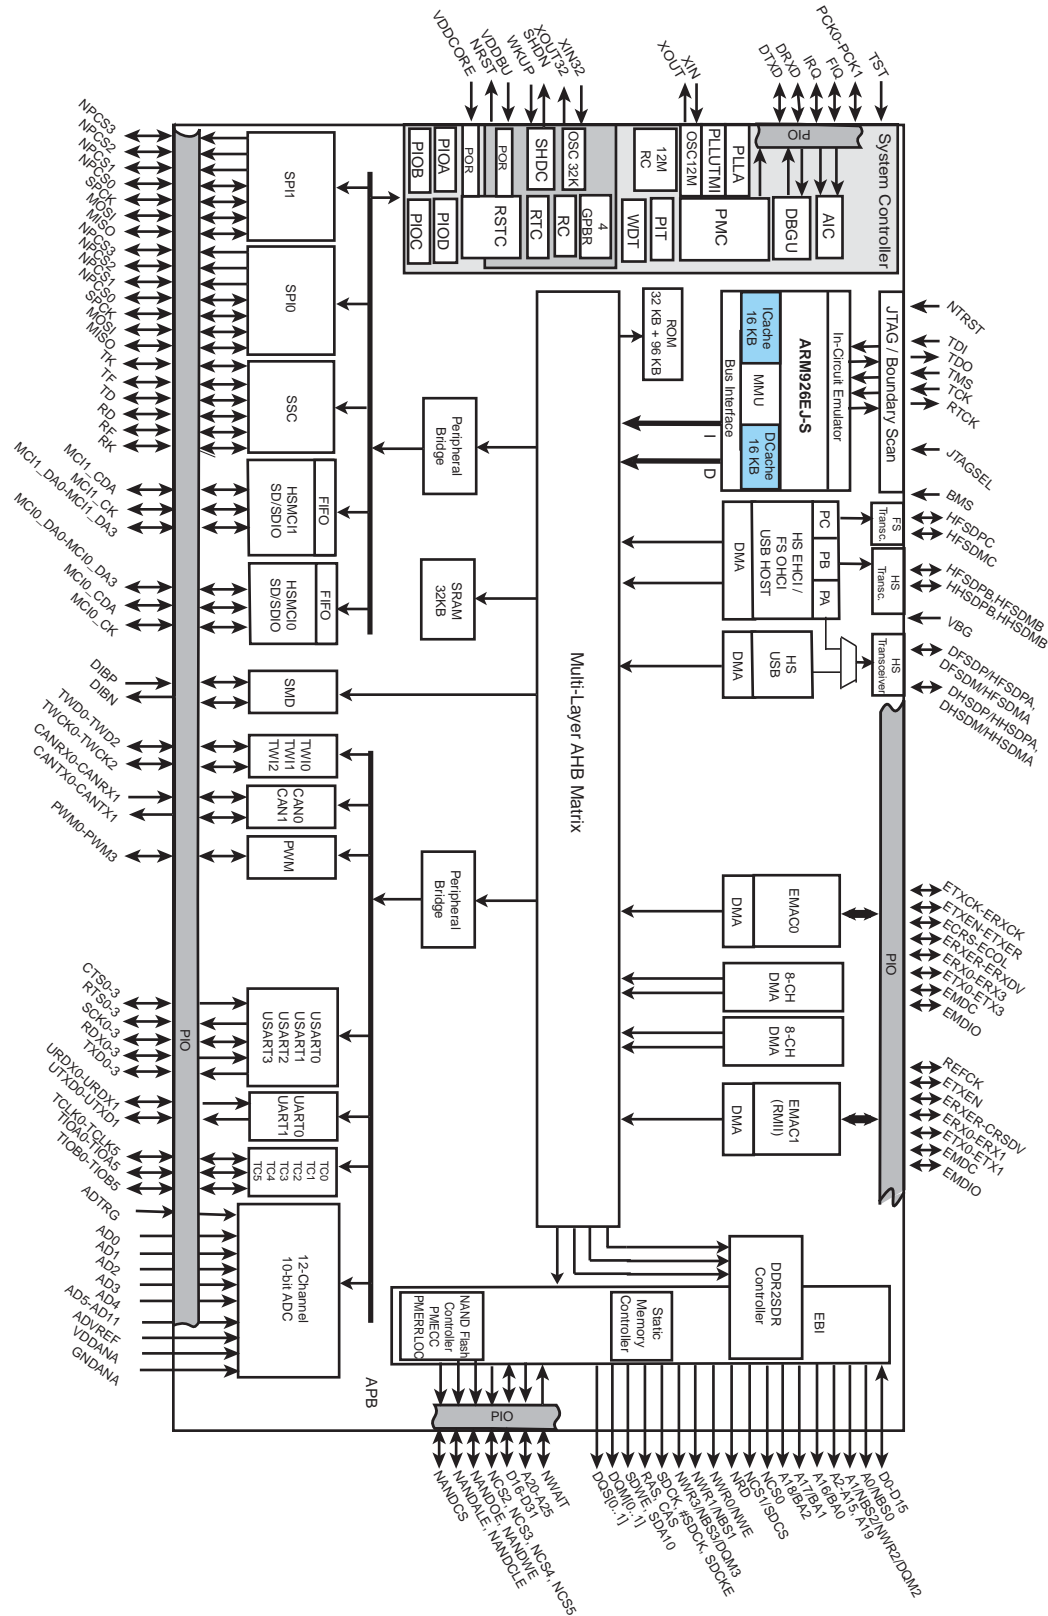 TST
PCK0-PCK1
FIQ
IRQ
DRXD
DTXD
XIN
XOUT
XIN32
XOUT32
SHDN
WKUP
VDDBU
NRST
VDDCORE
System Controller
PIO
AIC
DBGU
PLLA
PLLUTMI
OSC12M
PMC
12M
RC
PIT
WDT
OSC 32K
4
GPBR
RC
SHDC
RTC
POR
POR
RSTC
PIOA
PIOD
PIOB
PIOC
NTRST
TDI
TDO
TMS
TCK
RTCK
JTAGSEL
JTAG / Boundary Scan
In-Circuit Emulator
ARM926EJ-S
ICache
16 KB
MMU
DCache
16 KB
Bus Interface
I
D
ROM
32 KB + 96 KB
BMS
HFSDPC
HFSDMC
HFSDPB,HFSDMB
HHSDPB,HHSDMB
VBG
DFSDP/HFSDPA,
DFSDM/HFSDMA
DHSDP/HHSDPA,
DHSDM/HHSDMA
FS
Transc.
HS
Transc.
HS
Transceiver
PC
PB
PA
HS EHCI /
FS OHCI
USB HOST
DMA
HS
USB
DMA
Multi-Layer AHB Matrix
PIO
ETXCK-ERXCK
ETXEN-ETXER
ECRS-ECOL
ERXER-ERXDV
ERX0-ERX3
ETX0-ETX3
EMDC
EMDIO
EMAC0
DMA
8-CH
DMA
8-CH
DMA
REFCK
ETXEN
ERXER-CRSDV
ERX0-ERX1
ETX0-ETX1
EMDC
EMDIO
EMAC1
(RMII)
DMA
Peripheral
Bridge
SRAM
32KB
Peripheral
Bridge
SPI1
SPI0
SSC
FIFO
HSMCI1
SD/SDIO
FIFO
HSMCI0
SD/SDIO
SMD
TWI0
TWI1
TWI2
CAN0
CAN1
PWM
USART0
USART1
USART2
USART3
UART0
UART1
TC0
TC1
TC2
TC3
TC4
TC5
12-Channel
10-bit ADC
APB
PIO
NPCS3
NPCS2
NPCS1
NPCS0
SPCK
MOSI
MISO
NPCS3
NPCS2
NPCS1
NPCS0
SPCK
MOSI
MISO
TK
TF
TD
RD
RF
RK
MCI1_CDA
MCI1_CK
MCI1_DA0-MCI1_DA3
MCI0_DA0-MCI0_DA3
MCI0_CDA
MCI0_CK
DIBP
DIBN
TWD0-TWD2
TWCK0-TWCK2
CANRX0-CANRX1
CANTX0-CANTX1
PWM0-PWM3
CTS0-3
RTS0-3
SCK0-3
RDX0-3
TXD0-3
URDX0-URDX1
UTXD0-UTXD1
TCLK0-TCLK5
TIOA0-TIOA5
TIOB0-TIOB5
ADTRG
AD0
AD1
AD2
AD3
AD4
AD5-AD11
ADVREF
VDDANA
GNDANA
EBI
DDR2SDR
Controller
Static
Memory
Controller
NAND Flash
Controller
PMECC
PMERRLOC
PIO
D0-D15
A0/NBS0
A1/NBS2/NWR2/DQM2
A2-A15, A19
A16/BA0
A17/BA1
A18/BA2
NCS0
NCS1/SDCS
NRD
NWR0/NWE
NWR1/NBS1
NWR3/NBS3/DQM3
SDCK, #SDCK, SDCKE
RAS, CAS
SDWE, SDA10
DQM[0..1]
DQS[0..1]
NWAIT
A20-A25
D16-D31
NCS2, NCS3, NCS4, NCS5
NANDOE, NANDWE
NANDALE, NANDCLE
NANDCS